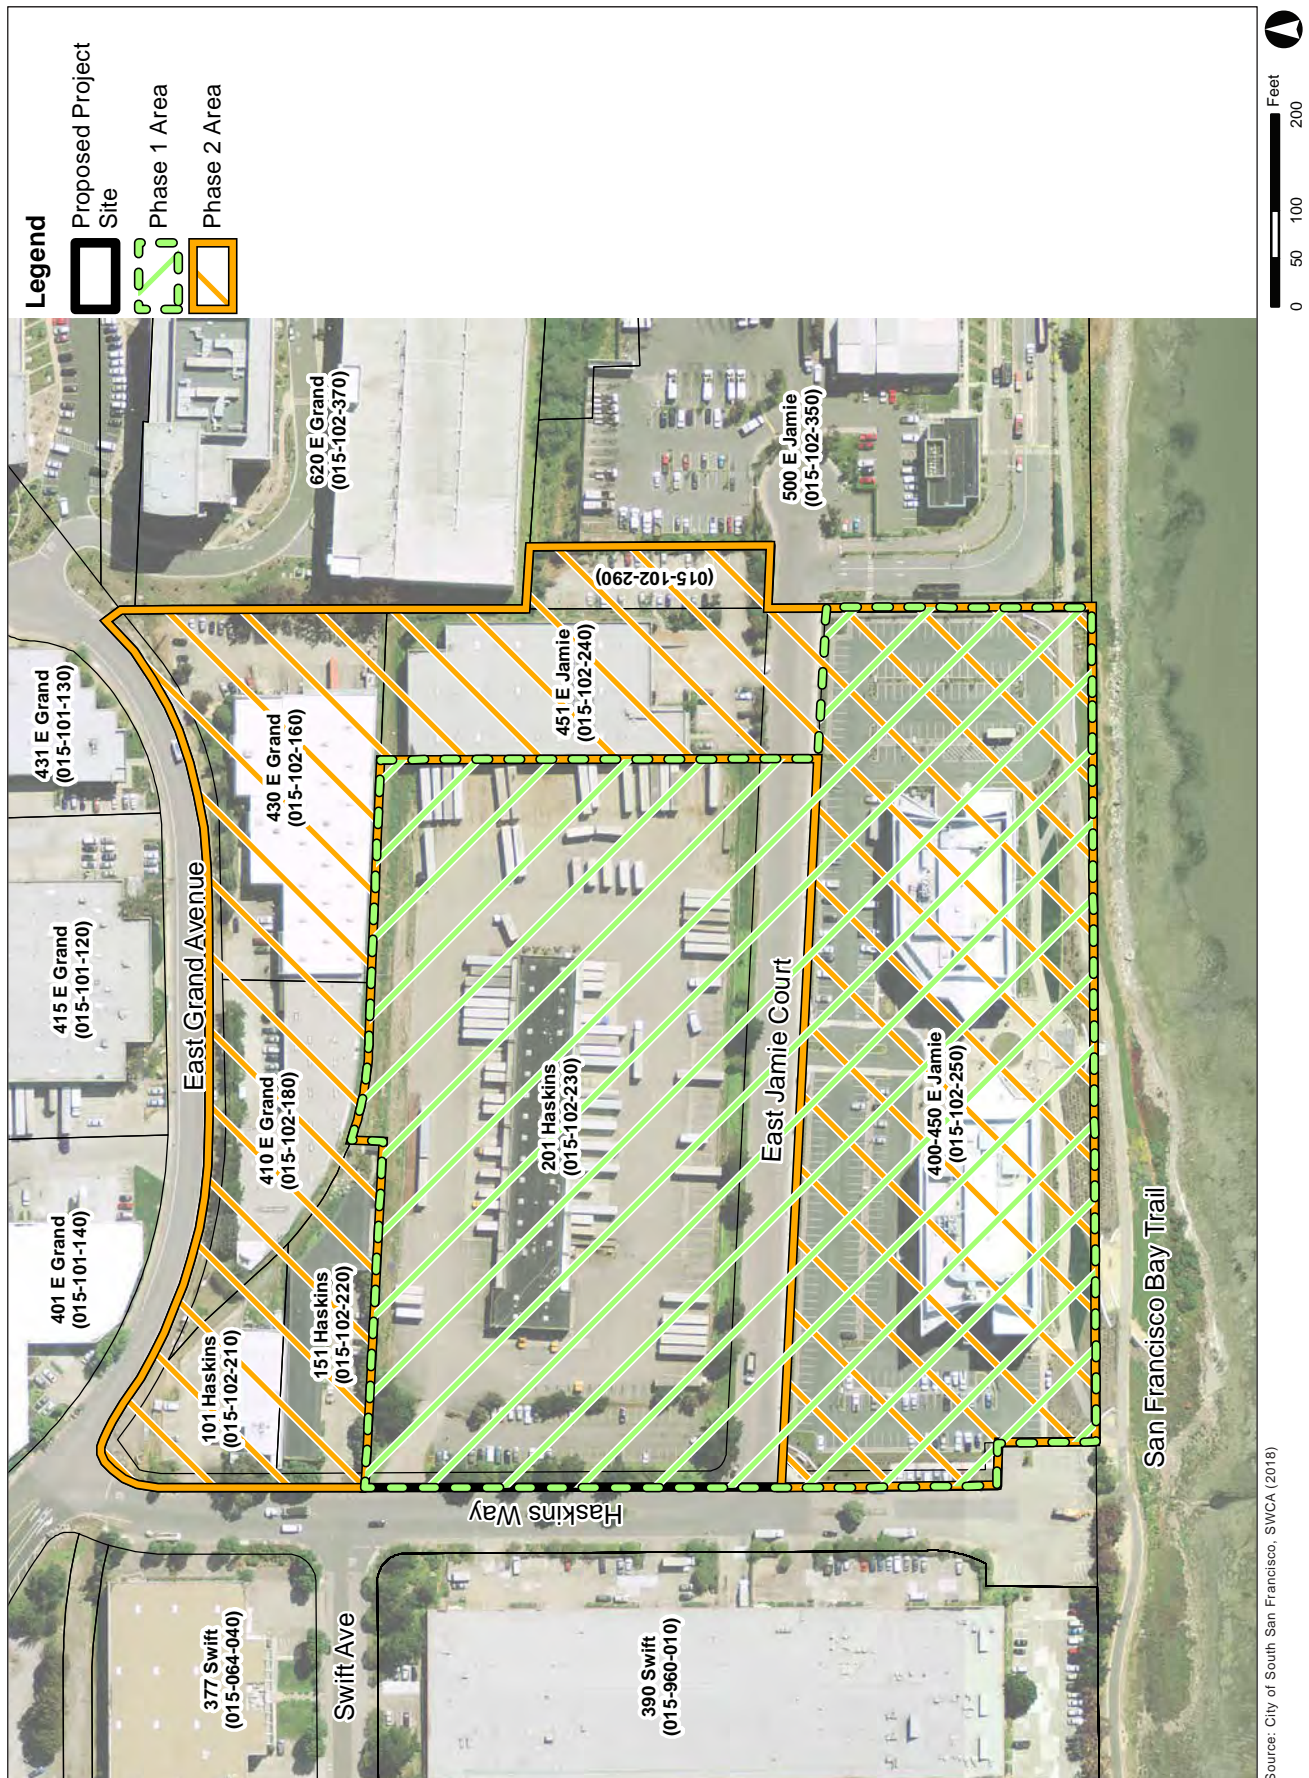 Legend
Proposed Project
Site
Phase 1 Area
Phase 2 Area
401 E Grand
(015-101-140)
415 E Grand
(015-101-120)
431 E Grand
(015-101-130)
East Grand Avenue
101 Haskins
(015-102-210)
410 E Grand
(015-102-180)
430 E Grand
(015-102-160)
620 E Grand
(015-102-370)
151 Haskins
(015-102-220)
377 Swift
(015-064-040)
Swift Ave
Haskins Way
201 Haskins
(015-102-230)
451 E Jamie
(015-102-240)
(015-102-290)
390 Swift
(015-960-010)
East Jamie Court
500 E Jamie
(015-102-350)
400-450 E Jamie
(015-102-250)
San Francisco Bay Trail
Source: City of South San Francisco, SWCA (2018)
0 50 100 200
Feet